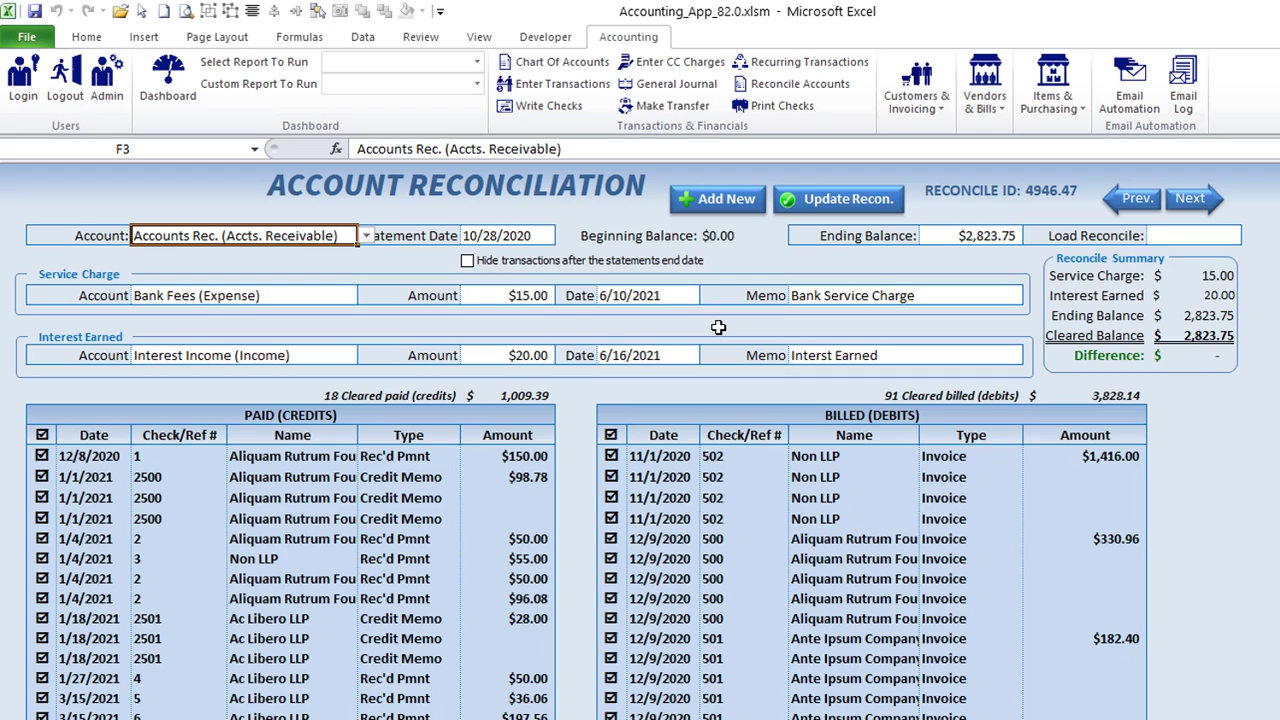 Accounting_App_82.0.xlsm - Microsoft Excel
File Home Insert Page Layout Formulas Data Review View Developer Accounting
Login Logout Admin
Users
Dashboard
Select Report To Run
Custom Report To Run
Dashboard
Chart Of Accounts Enter CC Charges Recurring Transactions
Enter Transactions General Journal Reconcile Accounts
Write Checks Make Transfer Print Checks
Transactions & Financials
Customers & Invoicing
Vendors & Bills
Items & Purchasing
Email Automation
Email Log
Email Automation
F3 fx Accounts Rec. (Accts. Receivable)
ACCOUNT RECONCILIATION Add New Update Recon. RECONCILE ID: 4946.47 Prev. Next
Account: Accounts Rec. (Accts. Receivable) atement Date 10/28/2020 Beginning Balance: $0.00 Ending Balance: $2,823.75 Load Reconcile:
Hide transactions after the statements end date
Service Charge
Account Bank Fees (Expense) Amount $15.00 Date 6/10/2021 Memo Bank Service Charge
Interest Earned
Account Interest Income (Income) Amount $20.00 Date 6/16/2021 Memo Interst Earned
Reconcile Summary
Service Charge: $ 15.00
Interest Earned $ 20.00
Ending Balance $ 2,823.75
Cleared Balance $ 2,823.75
Difference: $ -
18 Cleared paid (credits) $ 1,009.39
PAID (CREDITS)
Date Check/Ref # Name Type Amount
12/8/2020 1 Aliquam Rutrum Fou Rec'd Pmnt $150.00
1/1/2021 2500 Aliquam Rutrum Fou Credit Memo $98.78
1/1/2021 2500 Aliquam Rutrum Fou Credit Memo
1/1/2021 2500 Aliquam Rutrum Fou Credit Memo
1/4/2021 2 Aliquam Rutrum Fou Rec'd Pmnt $50.00
1/4/2021 3 Non LLP Rec'd Pmnt $55.00
1/4/2021 2 Aliquam Rutrum Fou Rec'd Pmnt $50.00
1/4/2021 2 Aliquam Rutrum Fou Rec'd Pmnt $96.08
1/18/2021 2501 Ac Libero LLP Credit Memo $28.00
1/18/2021 2501 Ac Libero LLP Credit Memo
1/18/2021 2501 Ac Libero LLP Credit Memo
1/27/2021 4 Ac Libero LLP Rec'd Pmnt $50.00
3/15/2021 5 Ac Libero LLP Rec'd Pmnt $36.06
3/15/2021 6 Ac Libero LLP Rec'd Pmnt $197.56
91 Cleared billed (debits) $ 3,828.14
BILLED (DEBITS)
Date Check/Ref # Name Type Amount
11/1/2020 502 Non LLP Invoice $1,416.00
11/1/2020 502 Non LLP Invoice
11/1/2020 502 Non LLP Invoice
11/1/2020 502 Non LLP Invoice
12/9/2020 500 Aliquam Rutrum Fou Invoice $330.96
12/9/2020 500 Aliquam Rutrum Fou Invoice
12/9/2020 500 Aliquam Rutrum Fou Invoice
12/9/2020 500 Aliquam Rutrum Fou Invoice
12/9/2020 500 Aliquam Rutrum Fou Invoice
12/9/2020 501 Ante Ipsum Company Invoice $182.40
12/9/2020 501 Ante Ipsum Company Invoice
12/9/2020 501 Ante Ipsum Company Invoice
12/9/2020 501 Ante Ipsum Company Invoice
12/9/2020 501 Ante Ipsum Company Invoice